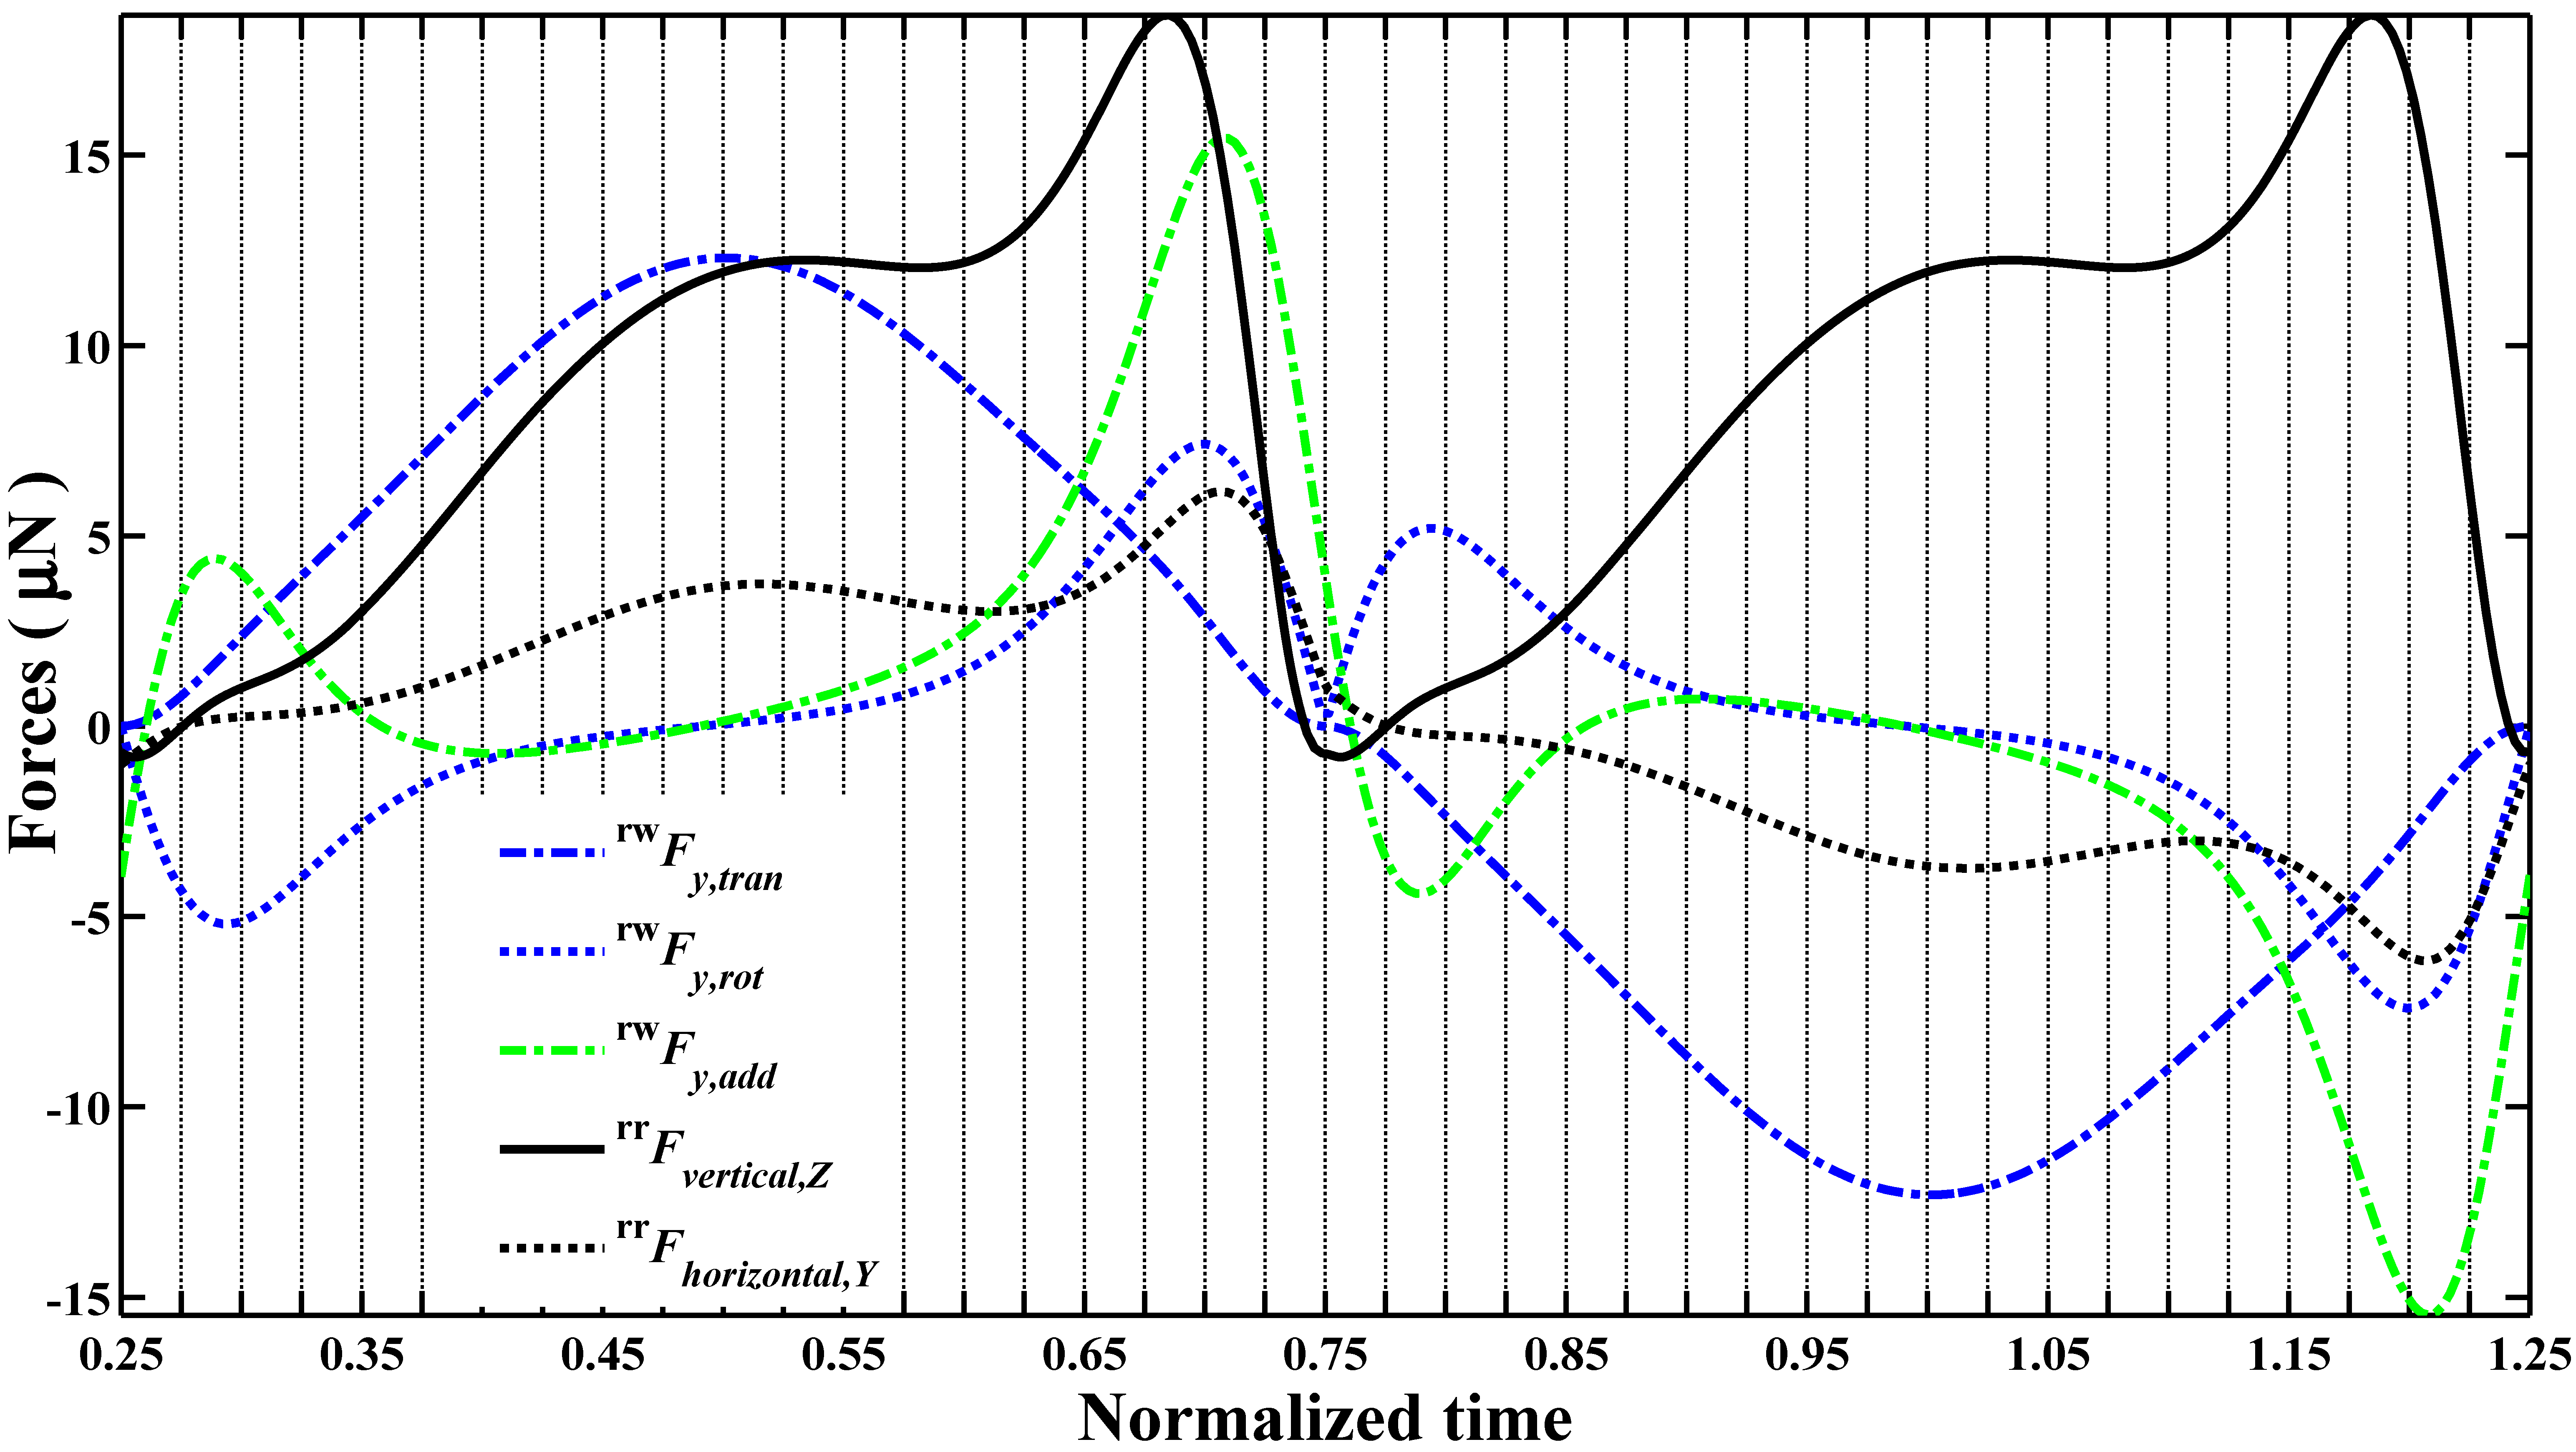 Forces ( μN )
15
10
5
0
-5
-10
-15
rwFy,tran
rwFy,rot
rwFy,add
rrFvertical,Z
rrFhorizontal,Y
0.25 0.35 0.45 0.55 0.65 0.75 0.85 0.95 1.05 1.15 1.25
Normalized time